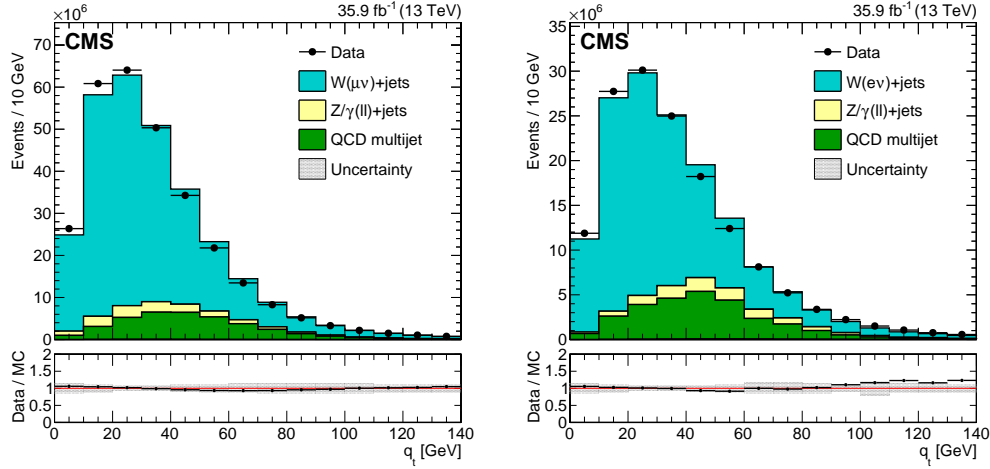 ×10⁶ 35.9 fb⁻¹ (13 TeV)
CMS
Events / 10 GeV
70
60
50
40
30
20
10
0
Data
W(μν)+jets
Z/γ(ll)+jets
QCD multijet
Uncertainty
Data / MC
2
1.5
1
0.5
0
0 20 40 60 80 100 120 140
q_t [GeV]
×10⁶ 35.9 fb⁻¹ (13 TeV)
CMS
Events / 10 GeV
35
30
25
20
15
10
5
0
Data
W(eν)+jets
Z/γ(ll)+jets
QCD multijet
Uncertainty
Data / MC
2
1.5
1
0.5
0
0 20 40 60 80 100 120 140
q_t [GeV]